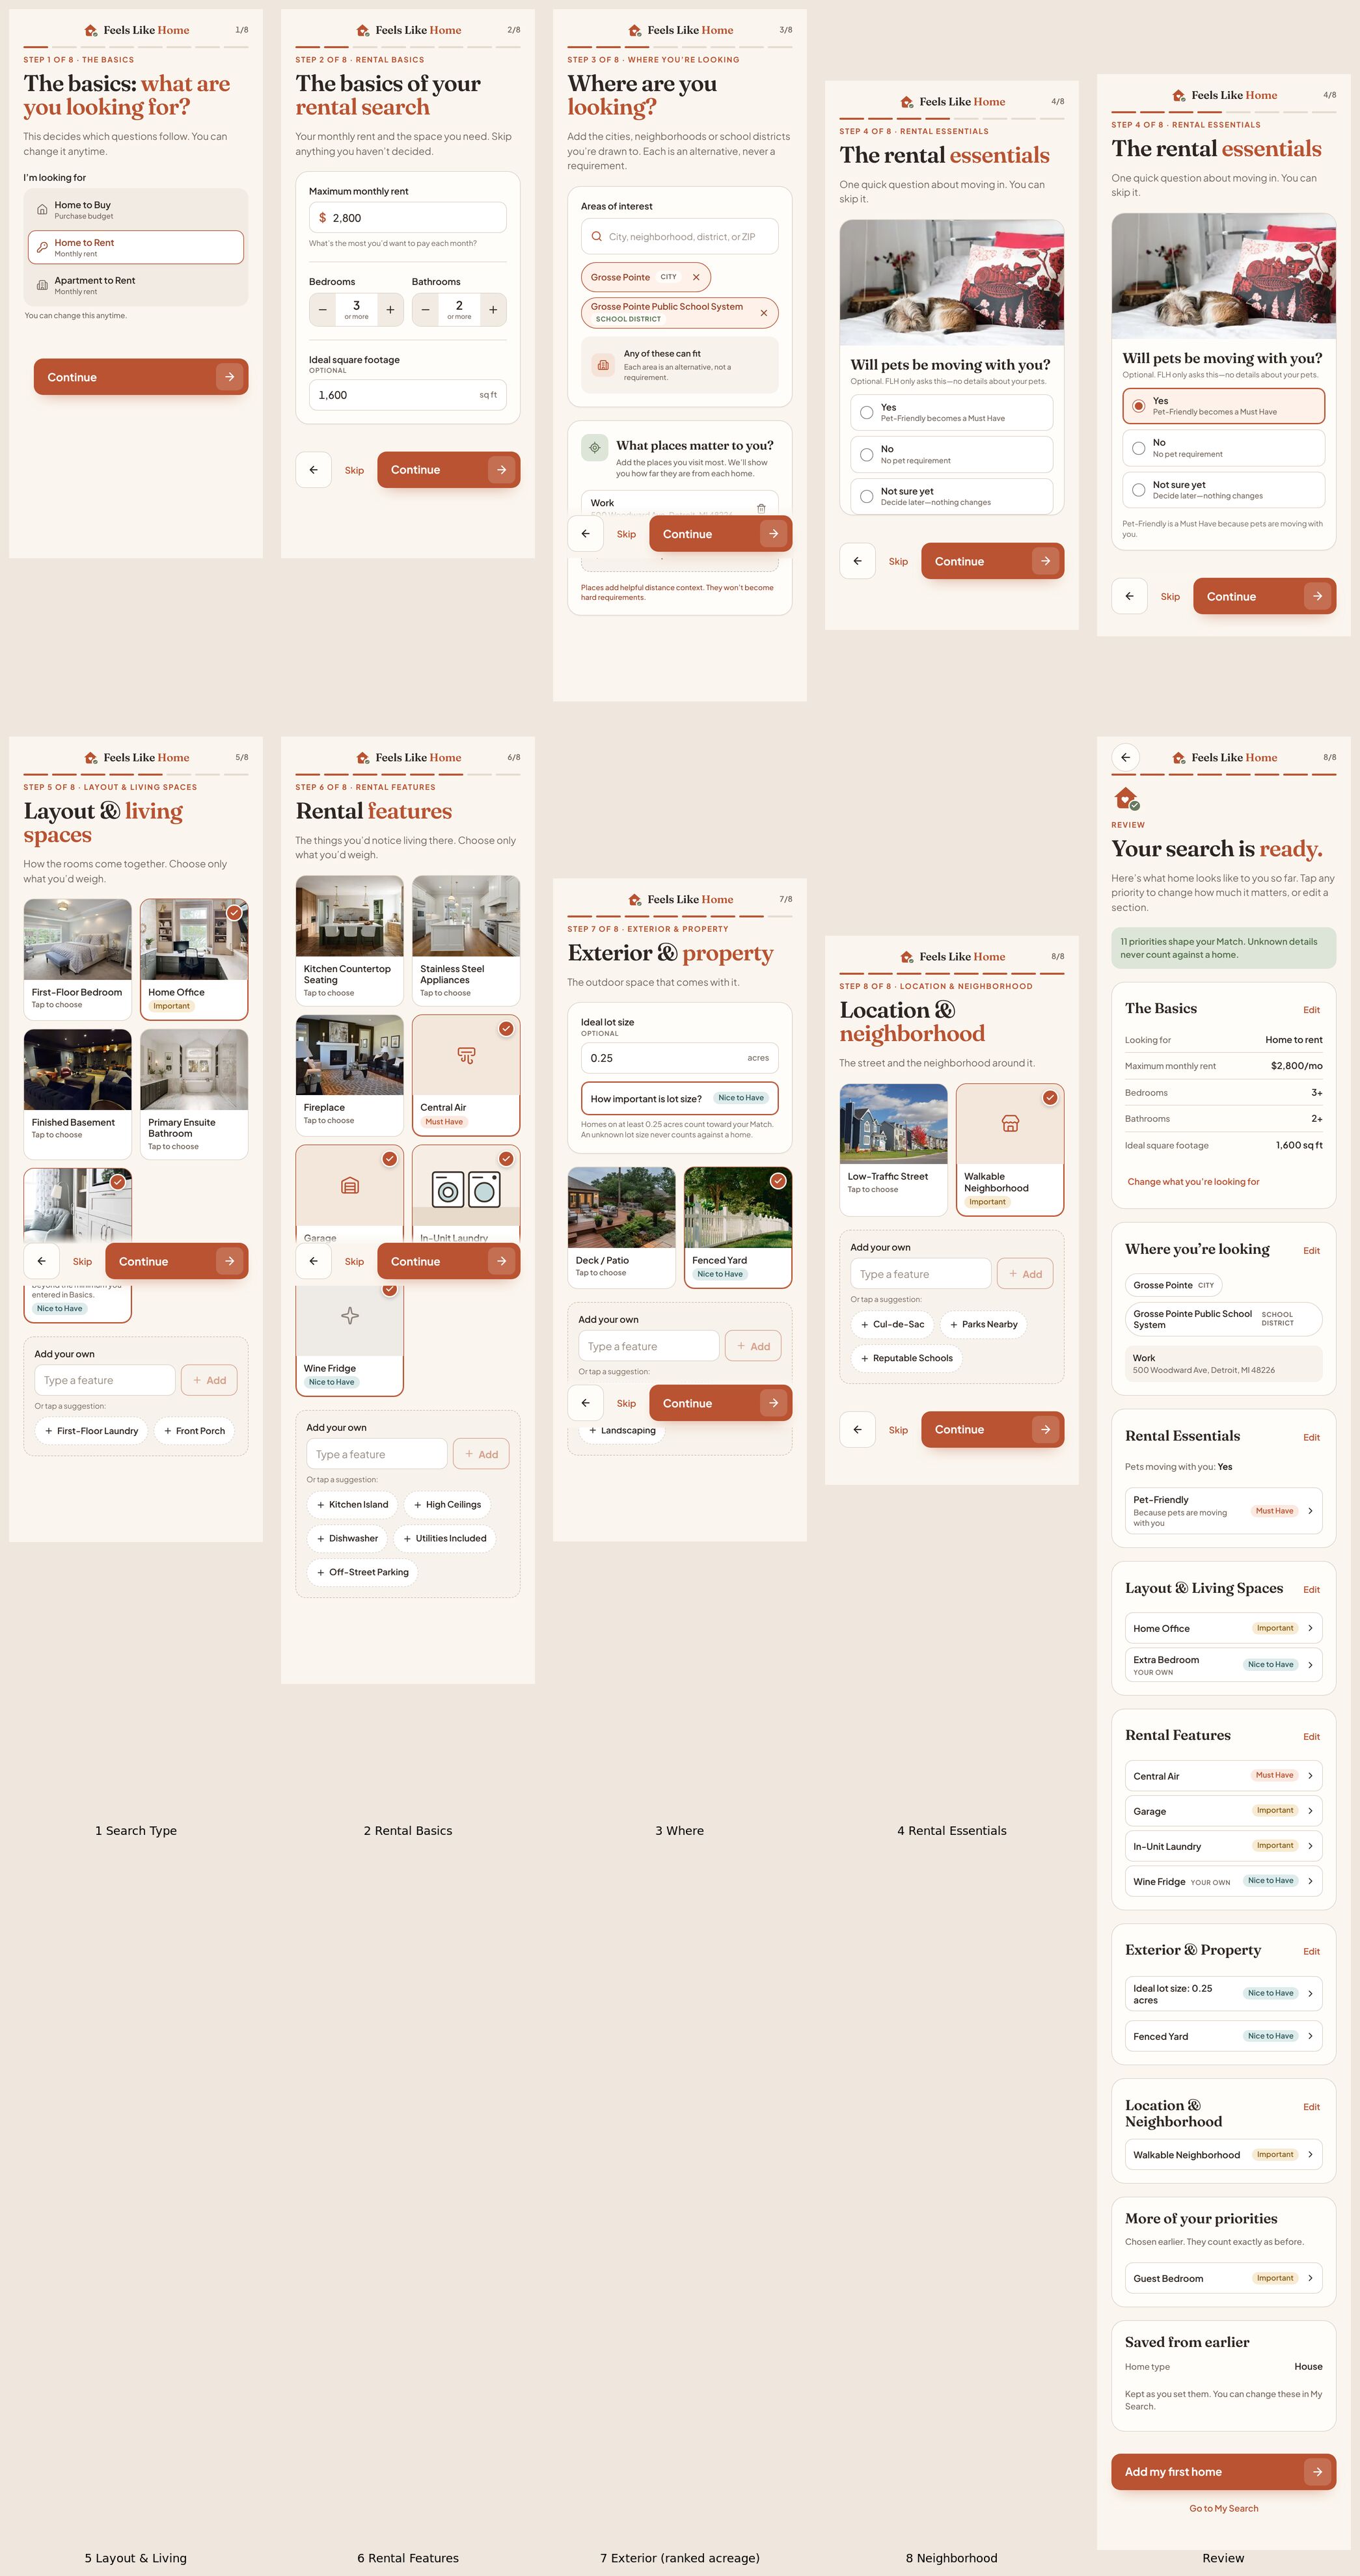 Feels Like Home
1/8
STEP 1 OF 8 · THE BASICS
The basics: what are
you looking for?
This decides which questions follow. You can
change it anytime.
I'm looking for
Home to Buy
Purchase budget
Home to Rent
Monthly rent
Apartment to Rent
Monthly rent
You can change this anytime.
Continue
Feels Like Home
2/8
STEP 2 OF 8 · RENTAL BASICS
The basics of your
rental search
Your monthly rent and the space you need. Skip
anything you haven't decided.
Maximum monthly rent
$ 2,800
What's the most you'd want to pay each month?
Bedrooms
Bathrooms
− 3 +
or more
− 2 +
or more
Ideal square footage
OPTIONAL
1,600 sq ft
Skip
Continue
Feels Like Home
3/8
STEP 3 OF 8 · WHERE YOU'RE LOOKING
Where are you
looking?
Add the cities, neighborhoods or school districts
you're drawn to. Each is an alternative, never a
requirement.
Areas of interest
City, neighborhood, district, or ZIP
Grosse Pointe CITY
Grosse Pointe Public School System
SCHOOL DISTRICT
Any of these can fit
Each area is an alternative, not a
requirement.
What places matter to you?
Add the places you visit most. We'll show
you how far they are from each home.
Work
500 Woodward Ave, Detroit, MI 48226
Skip
Continue
Places add helpful distance context. They won't become
hard requirements.
Feels Like Home
4/8
STEP 4 OF 8 · RENTAL ESSENTIALS
The rental essentials
One quick question about moving in. You can
skip it.
Will pets be moving with you?
Optional. FLH only asks this—no details about your pets.
Yes
Pet-Friendly becomes a Must Have
No
No pet requirement
Not sure yet
Decide later—nothing changes
Skip
Continue
Feels Like Home
4/8
STEP 4 OF 8 · RENTAL ESSENTIALS
The rental essentials
One quick question about moving in. You can
skip it.
Will pets be moving with you?
Optional. FLH only asks this—no details about your pets.
Yes
Pet-Friendly becomes a Must Have
No
No pet requirement
Not sure yet
Decide later—nothing changes
Pet-Friendly is a Must Have because pets are moving with
you.
Skip
Continue
Feels Like Home
5/8
STEP 5 OF 8 · LAYOUT & LIVING SPACES
Layout & living
spaces
How the rooms come together. Choose only
what you'd weigh.
First-Floor Bedroom
Tap to choose
Home Office
Important
Finished Basement
Tap to choose
Primary Ensuite
Bathroom
Tap to choose
Skip
Continue
beyond the minimum you
entered in Basics.
Nice to Have
Add your own
Type a feature
+ Add
Or tap a suggestion:
+ First-Floor Laundry
+ Front Porch
Feels Like Home
6/8
STEP 6 OF 8 · RENTAL FEATURES
Rental features
The things you'd notice living there. Choose only
what you'd weigh.
Kitchen Countertop
Seating
Tap to choose
Stainless Steel
Appliances
Tap to choose
Fireplace
Tap to choose
Central Air
Must Have
Garage
In-Unit Laundry
Skip
Continue
Wine Fridge
Nice to Have
Add your own
Type a feature
+ Add
Or tap a suggestion:
+ Kitchen Island
+ High Ceilings
+ Dishwasher
+ Utilities Included
+ Off-Street Parking
Feels Like Home
7/8
STEP 7 OF 8 · EXTERIOR & PROPERTY
Exterior & property
The outdoor space that comes with it.
Ideal lot size
OPTIONAL
0.25 acres
How important is lot size? Nice to Have
Homes on at least 0.25 acres count toward your Match.
An unknown lot size never counts against a home.
Deck / Patio
Tap to choose
Fenced Yard
Nice to Have
Add your own
Type a feature
+ Add
Or tap a suggestion:
Skip
Continue
+ Landscaping
Feels Like Home
8/8
STEP 8 OF 8 · LOCATION & NEIGHBORHOOD
Location &
neighborhood
The street and the neighborhood around it.
Low-Traffic Street
Tap to choose
Walkable
Neighborhood
Important
Add your own
Type a feature
+ Add
Or tap a suggestion:
+ Cul-de-Sac
+ Parks Nearby
+ Reputable Schools
Skip
Continue
Feels Like Home
8/8
REVIEW
Your search is ready.
Here's what home looks like to you so far. Tap any
priority to change how much it matters, or edit a
section.
11 priorities shape your Match. Unknown details
never count against a home.
The Basics Edit
Looking for Home to rent
Maximum monthly rent $2,800/mo
Bedrooms 3+
Bathrooms 2+
Ideal square footage 1,600 sq ft
Change what you're looking for
Where you're looking Edit
Grosse Pointe CITY
Grosse Pointe Public School
System
SCHOOL
DISTRICT
Work
500 Woodward Ave, Detroit, MI 48226
Rental Essentials Edit
Pets moving with you: Yes
Pet-Friendly
Because pets are moving
with you
Must Have
Layout & Living Spaces Edit
Home Office Important
Extra Bedroom
YOUR OWN
Nice to Have
Rental Features Edit
Central Air Must Have
Garage Important
In-Unit Laundry Important
Wine Fridge YOUR OWN Nice to Have
Exterior & Property Edit
Ideal lot size: 0.25
acres
Nice to Have
Fenced Yard Nice to Have
Location &
Neighborhood
Edit
Walkable Neighborhood Important
More of your priorities
Chosen earlier. They count exactly as before.
Guest Bedroom Important
Saved from earlier
Home type House
Kept as you set them. You can change these in My
Search.
Add my first home
Go to My Search
1 Search Type
2 Rental Basics
3 Where
4 Rental Essentials
5 Layout & Living
6 Rental Features
7 Exterior (ranked acreage)
8 Neighborhood
Review